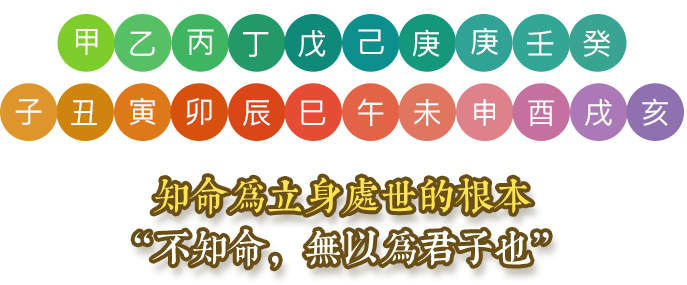 甲乙丙丁戊己庚庚壬癸
子丑寅卯辰巳午未申酉戌亥
知命爲立身處世的根本
“不知命，無以爲君子也”